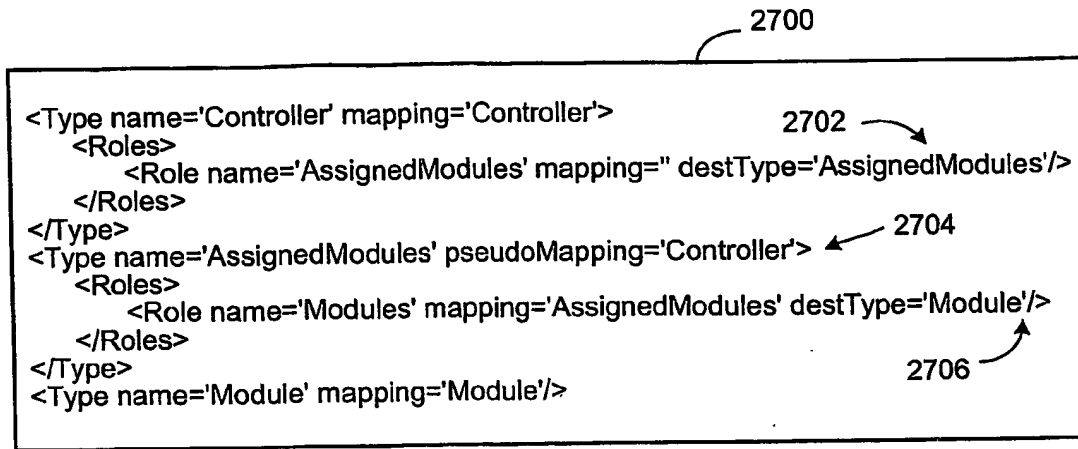 2700
<Type name='Controller' mapping='Controller'>
2702
<Roles>
<Role name='AssignedModules' mapping='' destType='AssignedModules'/>
</Roles>
</Type>
2704
<Type name='AssignedModules' pseudoMapping='Controller'>
<Roles>
<Role name='Modules' mapping='AssignedModules' destType='Module'/>
</Roles>
</Type>
2706
<Type name='Module' mapping='Module'/>